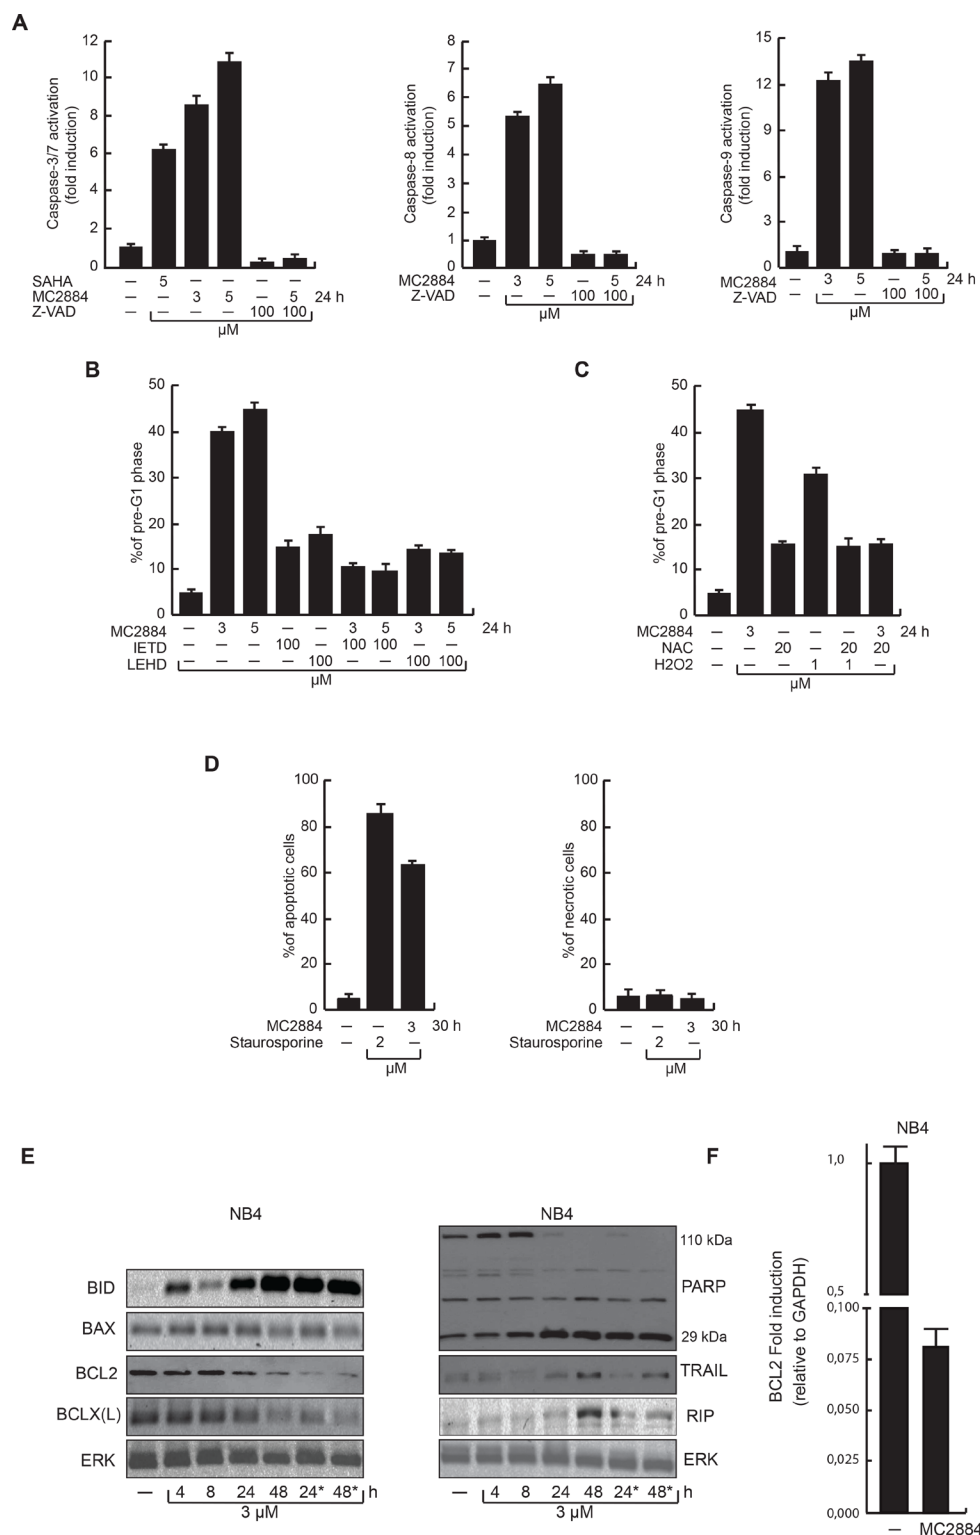 A
Caspase-3/7 activation
(fold induction)
12
10
8
6
4
2
0
SAHA – 5 – – – –
MC2884 – – 3 5 – 5 24 h
Z-VAD – – – – 100 100
µM
Caspase-8 activation
(fold induction)
8
7
6
5
4
3
2
1
0
MC2884 – 3 5 – 5 24 h
Z-VAD – – – 100 100
µM
Caspase-9 activation
(fold induction)
15
12
9
6
3
0
MC2884 – 3 5 – 5 24 h
Z-VAD – – – 100 100
µM
B
%of pre-G1 phase
50
40
30
20
10
0
MC2884 – 3 5 – – 3 5 3 5 24 h
IETD – – – 100 – 100 100 – –
LEHD – – – – 100 – – 100 100
µM
C
%of pre-G1 phase
50
40
30
20
10
0
MC2884 – 3 – – – 3 24 h
NAC – – 20 – 20 20
H2O2 – – – 1 1 –
µM
D
%of apoptotic cells
100
80
60
40
20
0
MC2884 – – 3 30 h
Staurosporine – 2 –
µM
%of necrotic cells
100
80
60
40
20
0
MC2884 – – 3 30 h
Staurosporine – 2 –
µM
E
NB4
BID
BAX
BCL2
BCLX(L)
ERK
– 4 8 24 48 24* 48* h
3 µM
NB4
110 kDa
PARP
29 kDa
TRAIL
RIP
ERK
– 4 8 24 48 24* 48* h
3 µM
F
NB4
BCL2 Fold induction
(relative to GAPDH)
1,0
0,5
0,100
0,075
0,050
0,025
0,000
– MC2884